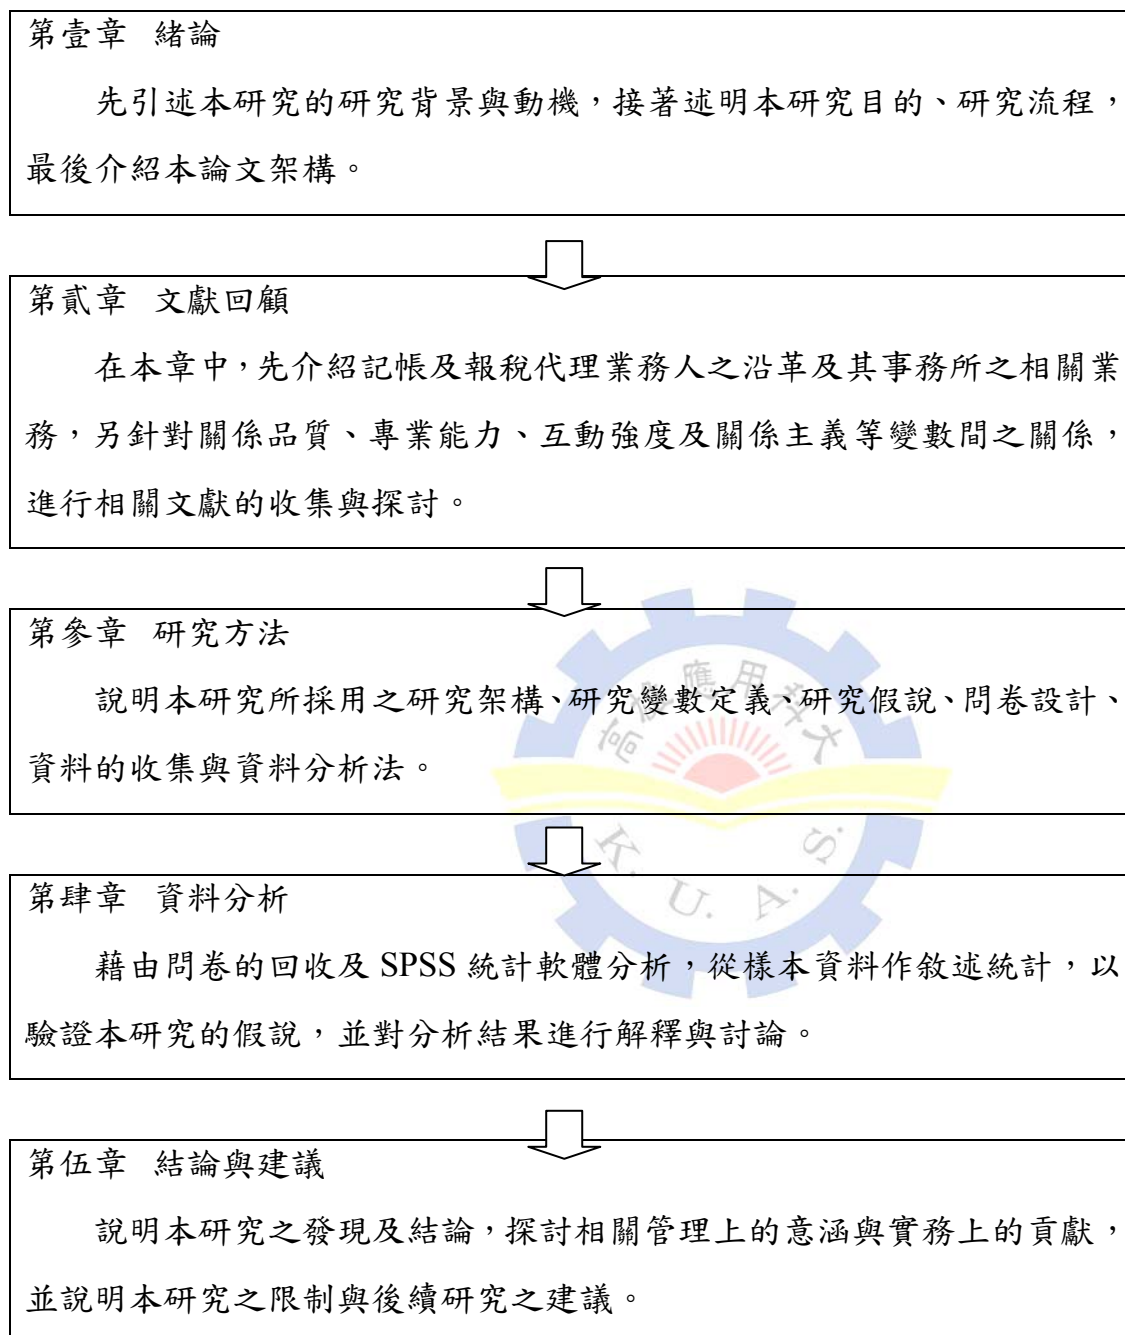 第壹章 緒論
先引述本研究的研究背景與動機，接著述明本研究目的、研究流程，
最後介紹本論文架構。
第貳章 文獻回顧
在本章中，先介紹記帳及報稅代理業務人之沿革及其事務所之相關業
務，另針對關係品質、專業能力、互動強度及關係主義等變數間之關係，
進行相關文獻的收集與探討。
第參章 研究方法
說明本研究所採用之研究架構、研究變數定義、研究假說、問卷設計、
資料的收集與資料分析法。
高雄應用科大
K. U. A. S.
第肆章 資料分析
藉由問卷的回收及 SPSS 統計軟體分析，從樣本資料作敘述統計，以
驗證本研究的假說，並對分析結果進行解釋與討論。
第伍章 結論與建議
說明本研究之發現及結論，探討相關管理上的意涵與實務上的貢獻，
並說明本研究之限制與後續研究之建議。